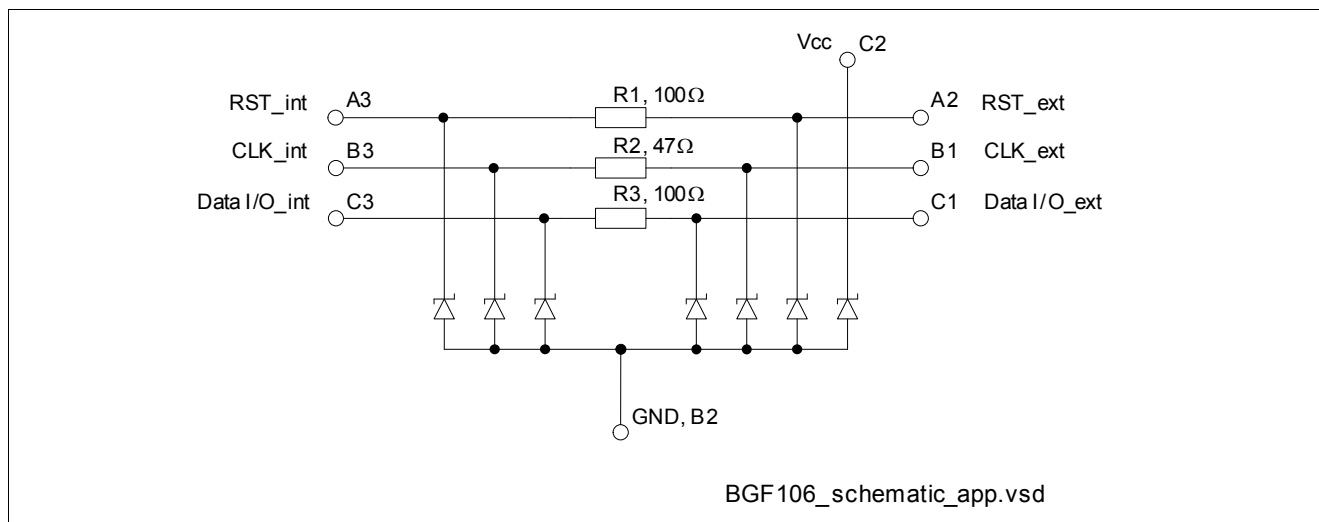 Vcc C2
RST_int A3 R1, 100Ω A2 RST_ext
CLK_int B3 R2, 47Ω B1 CLK_ext
Data I/O_int C3 R3, 100Ω C1 Data I/O_ext
GND, B2
BGF106_schematic_app.vsd